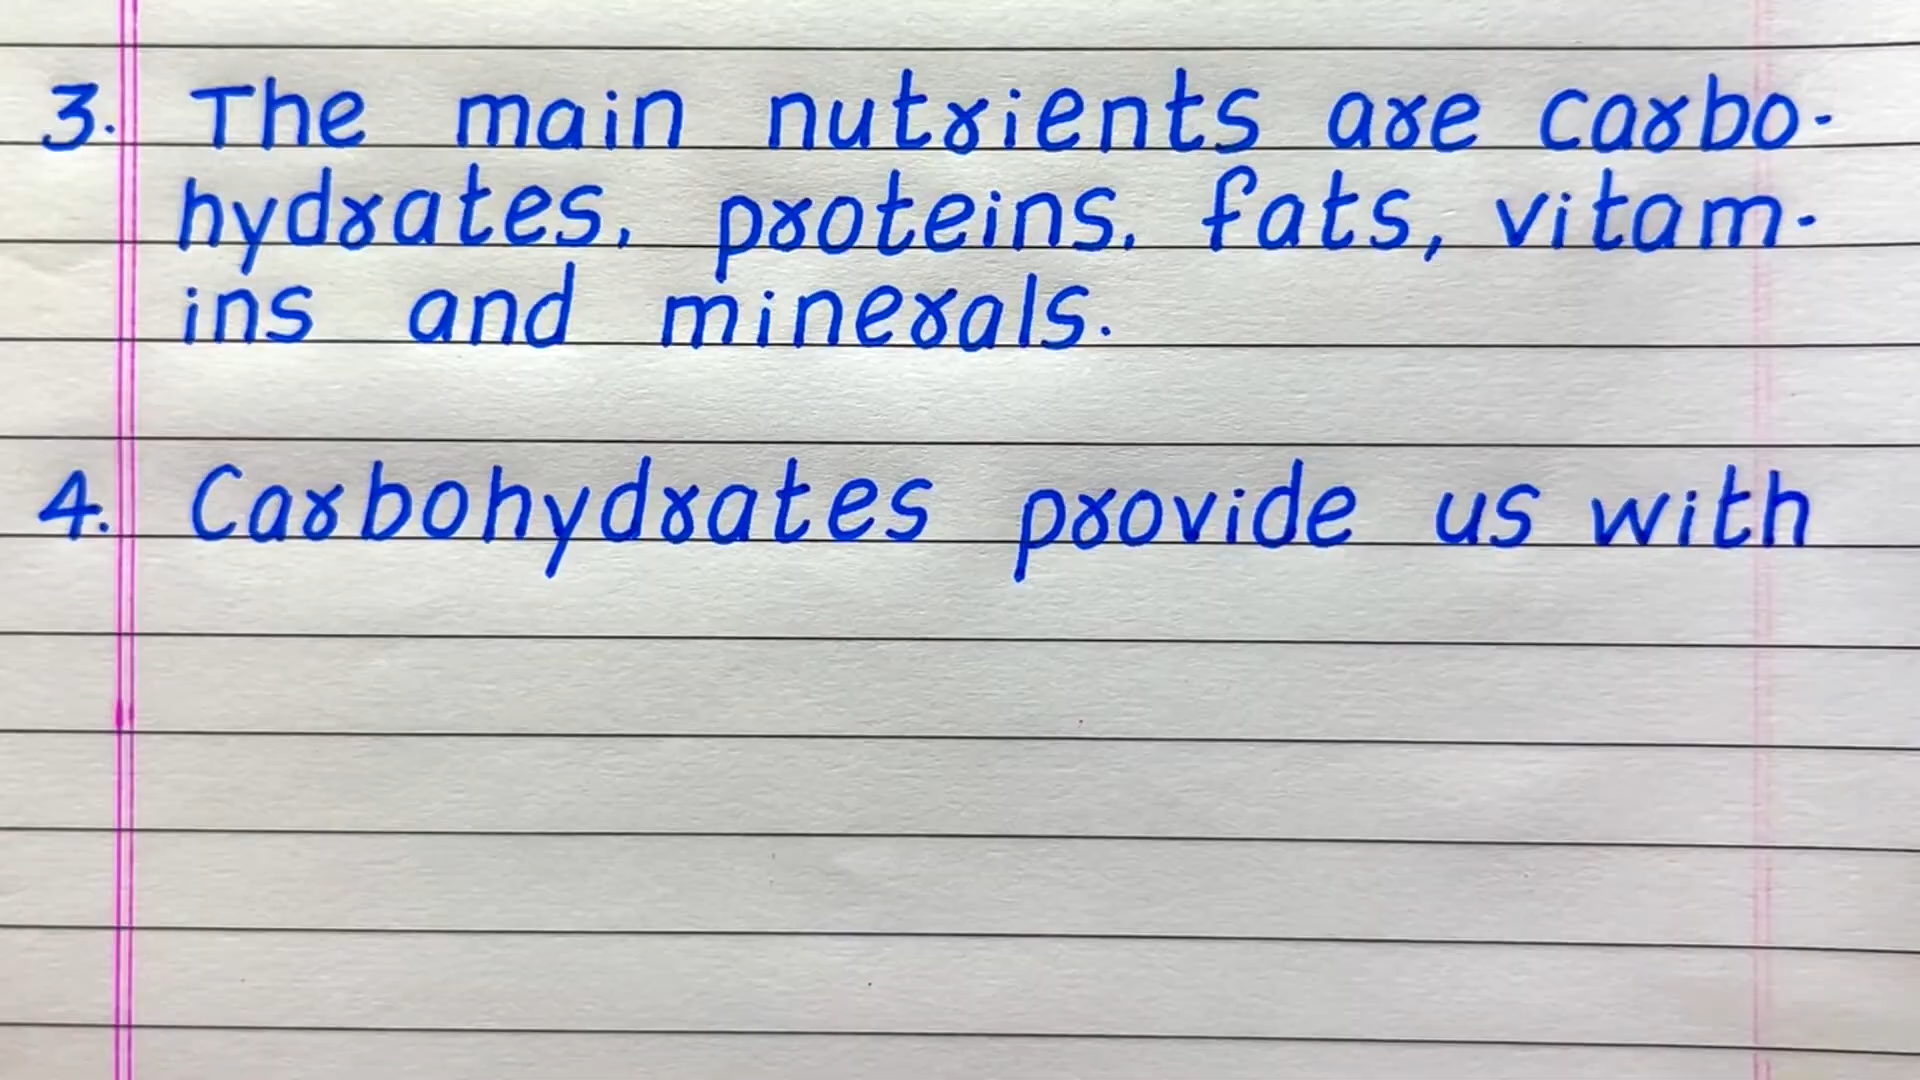 3. The main nutrients are carbo-
hydrates, proteins, fats, vitam-
ins and minerals.
4. Carbohydrates provide us with